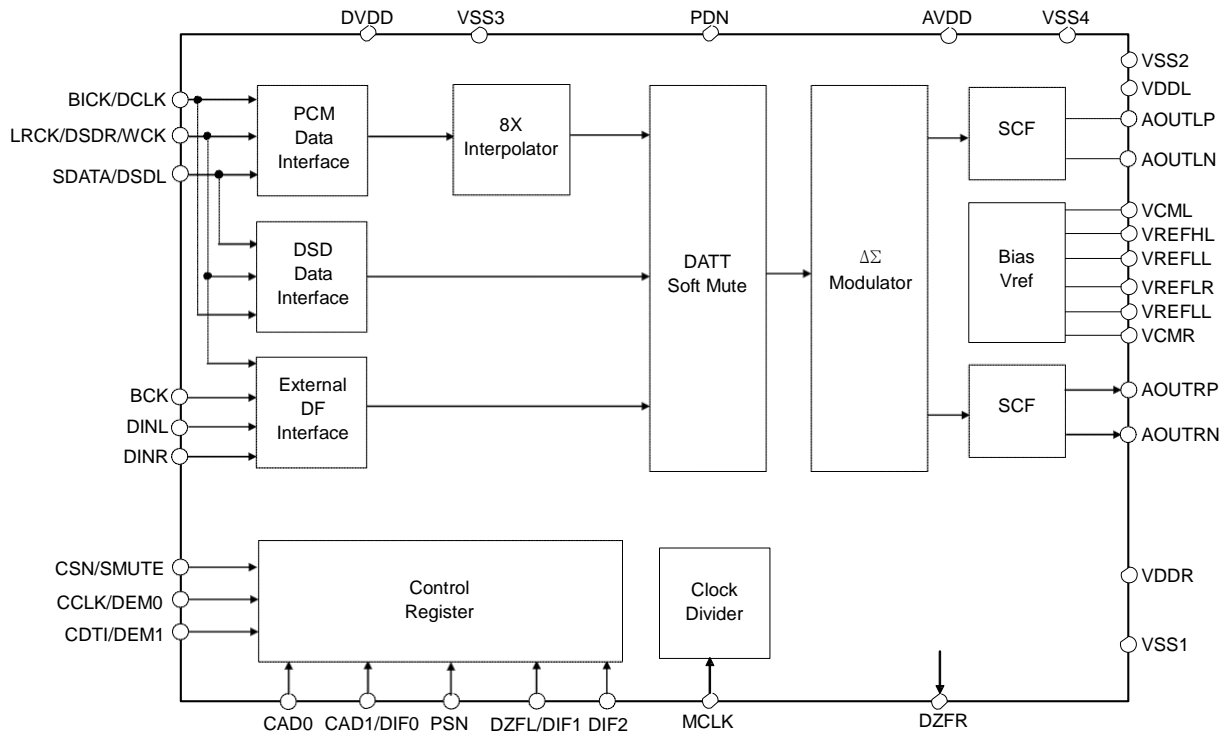 DVDD
VSS3
PDN
AVDD
VSS4
VSS2
VDDL
BICK/DCLK
LRCK/DSDR/WCK
SDATA/DSDL
PCM
Data
Interface
8X
Interpolator
SCF
AOUTLP
AOUTLN
DSD
Data
Interface
DATT
Soft Mute
ΔΣ
Modulator
Bias
Vref
VCML
VREFHL
VREFLL
VREFLR
VREFLL
VCMR
BCK
DINL
DINR
External
DF
Interface
SCF
AOUTRP
AOUTRN
CSN/SMUTE
CCLK/DEM0
CDTI/DEM1
Control
Register
Clock
Divider
VDDR
VSS1
CAD0
CAD1/DIF0
PSN
DZFL/DIF1
DIF2
MCLK
DZFR